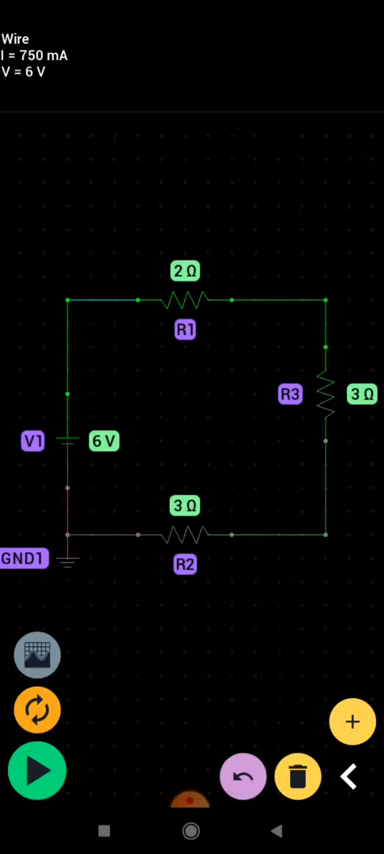 Wire
I = 750 mA
V = 6 V
2 Ω
R1
R3
3 Ω
V1
6 V
3 Ω
GND1
R2
+